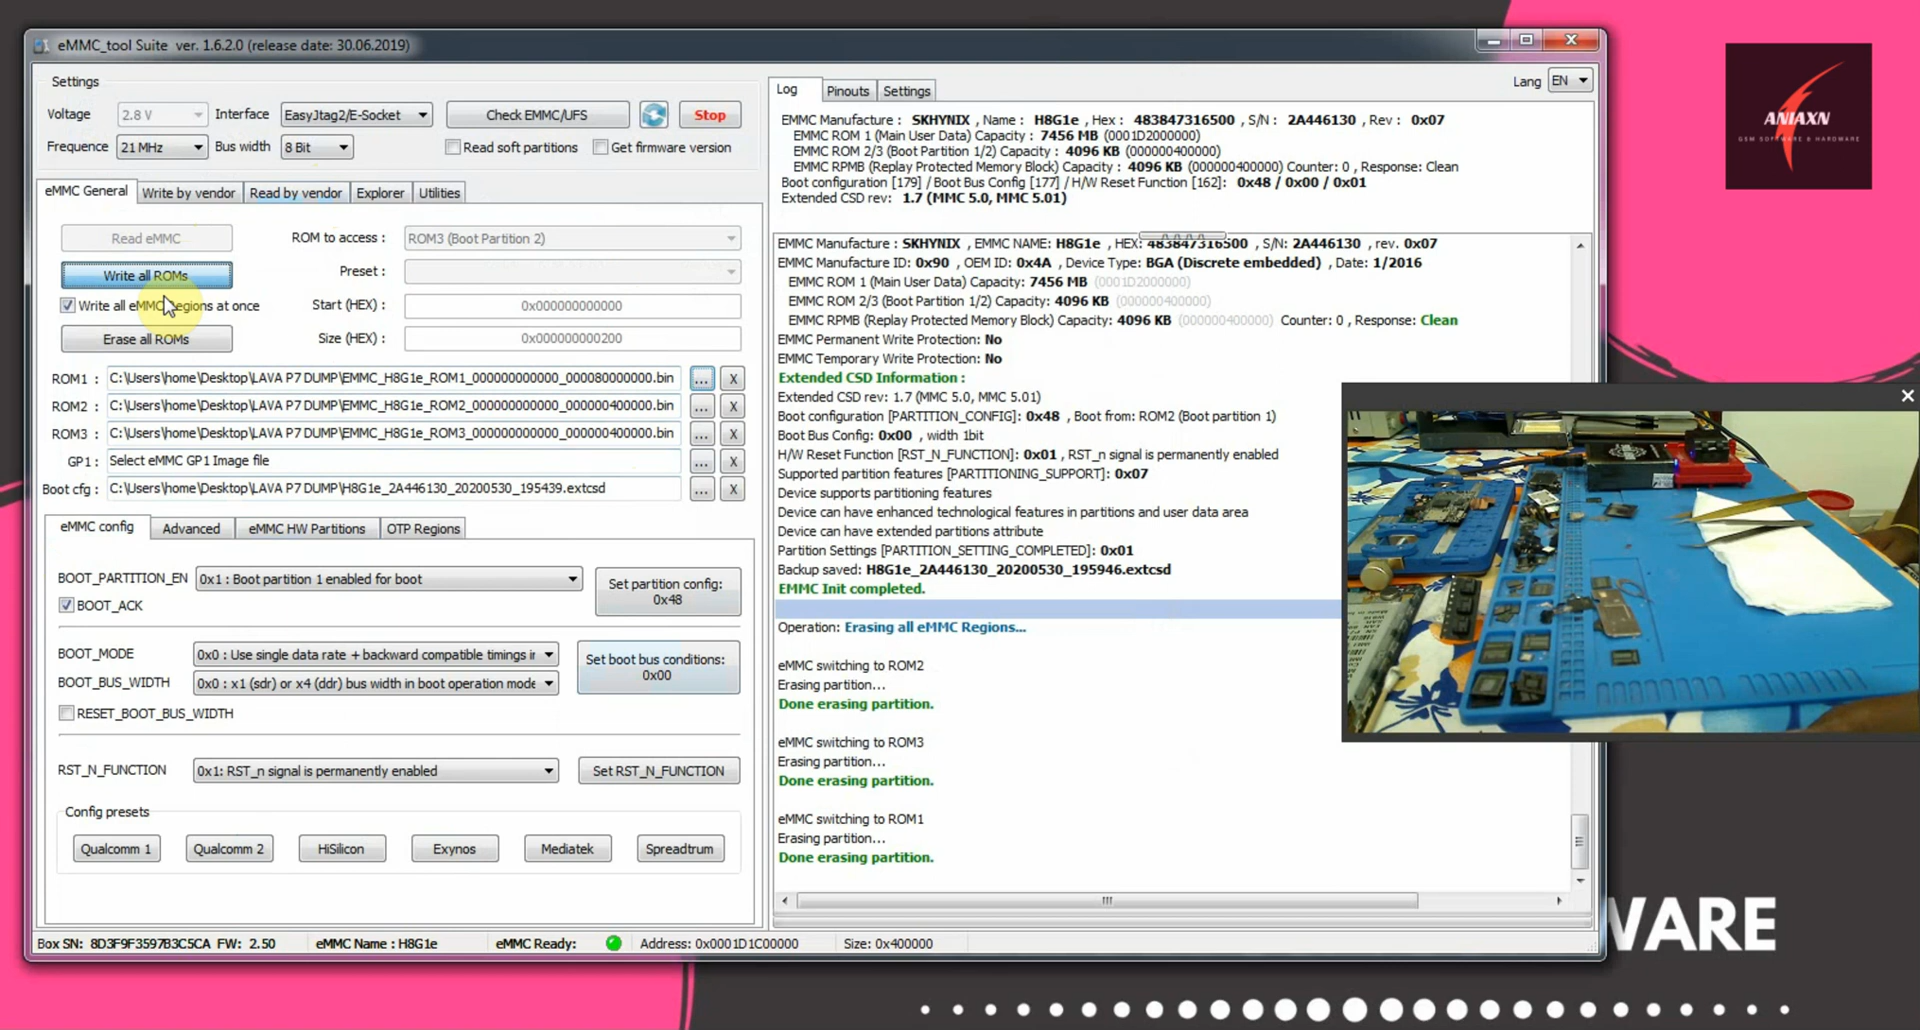 eMMC_tool Suite ver. 1.6.2.0 (release date: 30.06.2019)
Settings
Voltage 2.8 V Interface EasyJtag2/E-Socket Check EMMC/UFS Stop
Frequence 21 MHz Bus width 8 Bit Read soft partitions Get firmware version
eMMC General Write by vendor Read by vendor Explorer Utilities
Read eMMC ROM to access : ROM3 (Boot Partition 2)
Write all ROMs Preset :
Write all eMMC Regions at once Start (HEX) : 0x000000000000
Erase all ROMs Size (HEX) : 0x000000000200
ROM1 : C:\Users\home\Desktop\LAVA P7 DUMP\EMMC_H8G1e_ROM1_000000000000_000080000000.bin ... X
ROM2 : C:\Users\home\Desktop\LAVA P7 DUMP\EMMC_H8G1e_ROM2_000000000000_000000400000.bin ... X
ROM3 : C:\Users\home\Desktop\LAVA P7 DUMP\EMMC_H8G1e_ROM3_000000000000_000000400000.bin ... X
GP1 : Select eMMC GP1 Image file ... X
Boot cfg : C:\Users\home\Desktop\LAVA P7 DUMP\H8G1e_2A446130_20200530_195439.extcsd ... X
eMMC config Advanced eMMC HW Partitions OTP Regions
BOOT_PARTITION_EN 0x1 : Boot partition 1 enabled for boot Set partition config: 0x48
BOOT_ACK
BOOT_MODE 0x0 : Use single data rate + backward compatible timings ir Set boot bus conditions: 0x00
BOOT_BUS_WIDTH 0x0 : x1 (sdr) or x4 (ddr) bus width in boot operation mode
RESET_BOOT_BUS_WIDTH
RST_N_FUNCTION 0x1: RST_n signal is permanently enabled Set RST_N_FUNCTION
Config presets
Qualcomm 1 Qualcomm 2 HiSilicon Exynos Mediatek Spreadtrum
Box SN: 8D3F9F3597B3C5CA FW: 2.50 eMMC Name : H8G1e eMMC Ready: Address: 0x0001D1C00000 Size: 0x400000
Log Pinouts Settings Lang EN
EMMC Manufacture : SKHYNIX , Name : H8G1e , Hex : 483847316500 , S/N : 2A446130 , Rev : 0x07
EMMC ROM 1 (Main User Data) Capacity : 7456 MB (0001D2000000)
EMMC ROM 2/3 (Boot Partition 1/2) Capacity : 4096 KB (000000400000)
EMMC RPMB (Replay Protected Memory Block) Capacity : 4096 KB (000000400000) Counter: 0 , Response: Clean
Boot configuration [179] / Boot Bus Config [177] / H/W Reset Function [162]: 0x48 / 0x00 / 0x01
Extended CSD rev: 1.7 (MMC 5.0, MMC 5.01)
EMMC Manufacture : SKHYNIX , EMMC NAME: H8G1e , HEX: 483847316500 , S/N: 2A446130 , rev. 0x07
EMMC Manufacture ID: 0x90 , OEM ID: 0x4A , Device Type: BGA (Discrete embedded) , Date: 1/2016
EMMC ROM 1 (Main User Data) Capacity: 7456 MB (0001D2000000)
EMMC ROM 2/3 (Boot Partition 1/2) Capacity: 4096 KB (000000400000)
EMMC RPMB (Replay Protected Memory Block) Capacity: 4096 KB (000000400000) Counter: 0 , Response: Clean
EMMC Permanent Write Protection: No
EMMC Temporary Write Protection: No
Extended CSD Information :
Extended CSD rev: 1.7 (MMC 5.0, MMC 5.01)
Boot configuration [PARTITION_CONFIG]: 0x48 , Boot from: ROM2 (Boot partition 1)
Boot Bus Config: 0x00 , width 1bit
H/W Reset Function [RST_N_FUNCTION]: 0x01 , RST_n signal is permanently enabled
Supported partition features [PARTITIONING_SUPPORT]: 0x07
Device supports partitioning features
Device can have enhanced technological features in partitions and user data area
Device can have extended partitions attribute
Partition Settings [PARTITION_SETTING_COMPLETED]: 0x01
Backup saved: H8G1e_2A446130_20200530_195946.extcsd
EMMC Init completed.
Operation: Erasing all eMMC Regions...
eMMC switching to ROM2
Erasing partition...
Done erasing partition.
eMMC switching to ROM3
Erasing partition...
Done erasing partition.
eMMC switching to ROM1
Erasing partition...
Done erasing partition.
ANIAXN
GSM SOFTWARE & HARDWARE
WARE